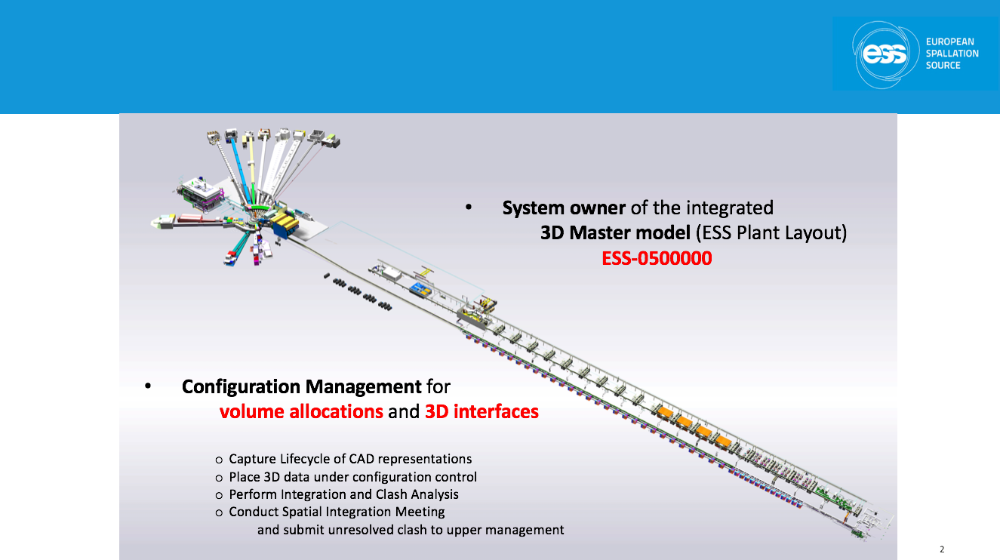 ess
EUROPEAN
SPALLATION
SOURCE
• System owner of the integrated
3D Master model (ESS Plant Layout)
ESS-0500000
• Configuration Management for
volume allocations and 3D interfaces
o Capture Lifecycle of CAD representations
o Place 3D data under configuration control
o Perform Integration and Clash Analysis
o Conduct Spatial Integration Meeting
and submit unresolved clash to upper management
2